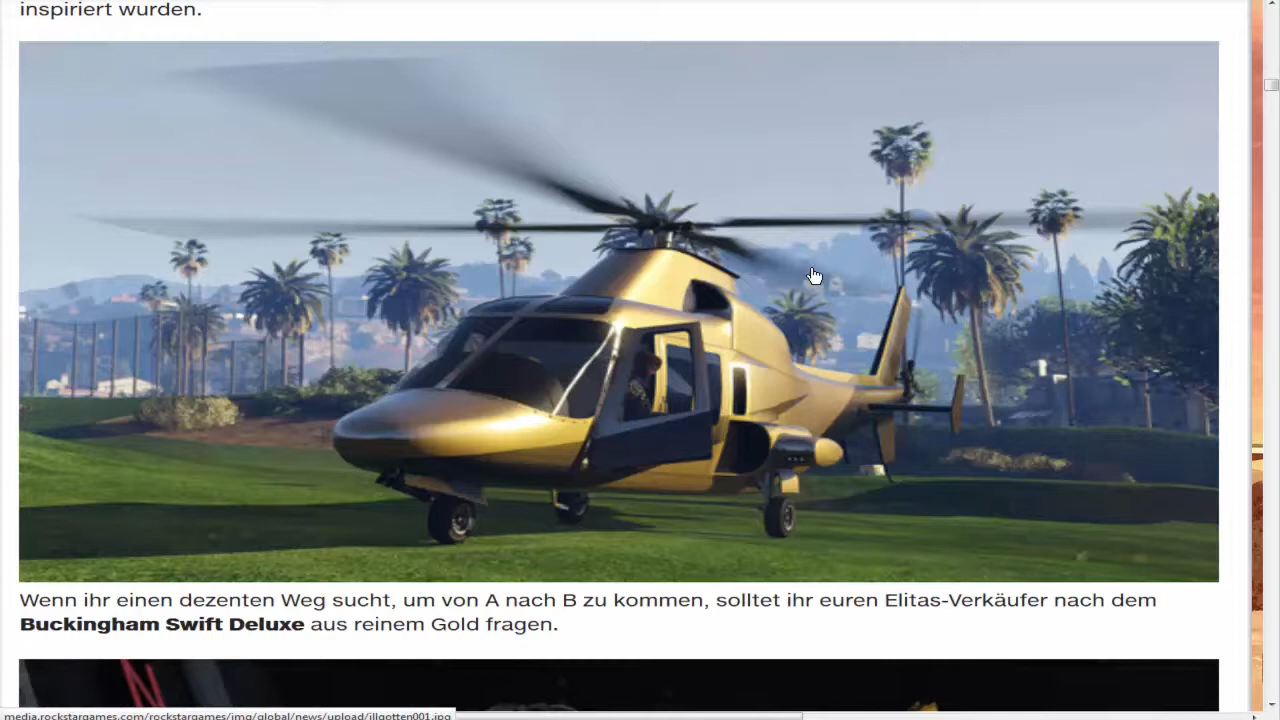 inspiriert wurden.
Wenn ihr einen dezenten Weg sucht, um von A nach B zu kommen, solltet ihr euren Elitas-Verkäufer nach dem
Buckingham Swift Deluxe aus reinem Gold fragen.
media.rockstargames.com/rockstargames/img/global/news/upload/illgotten001.jpg